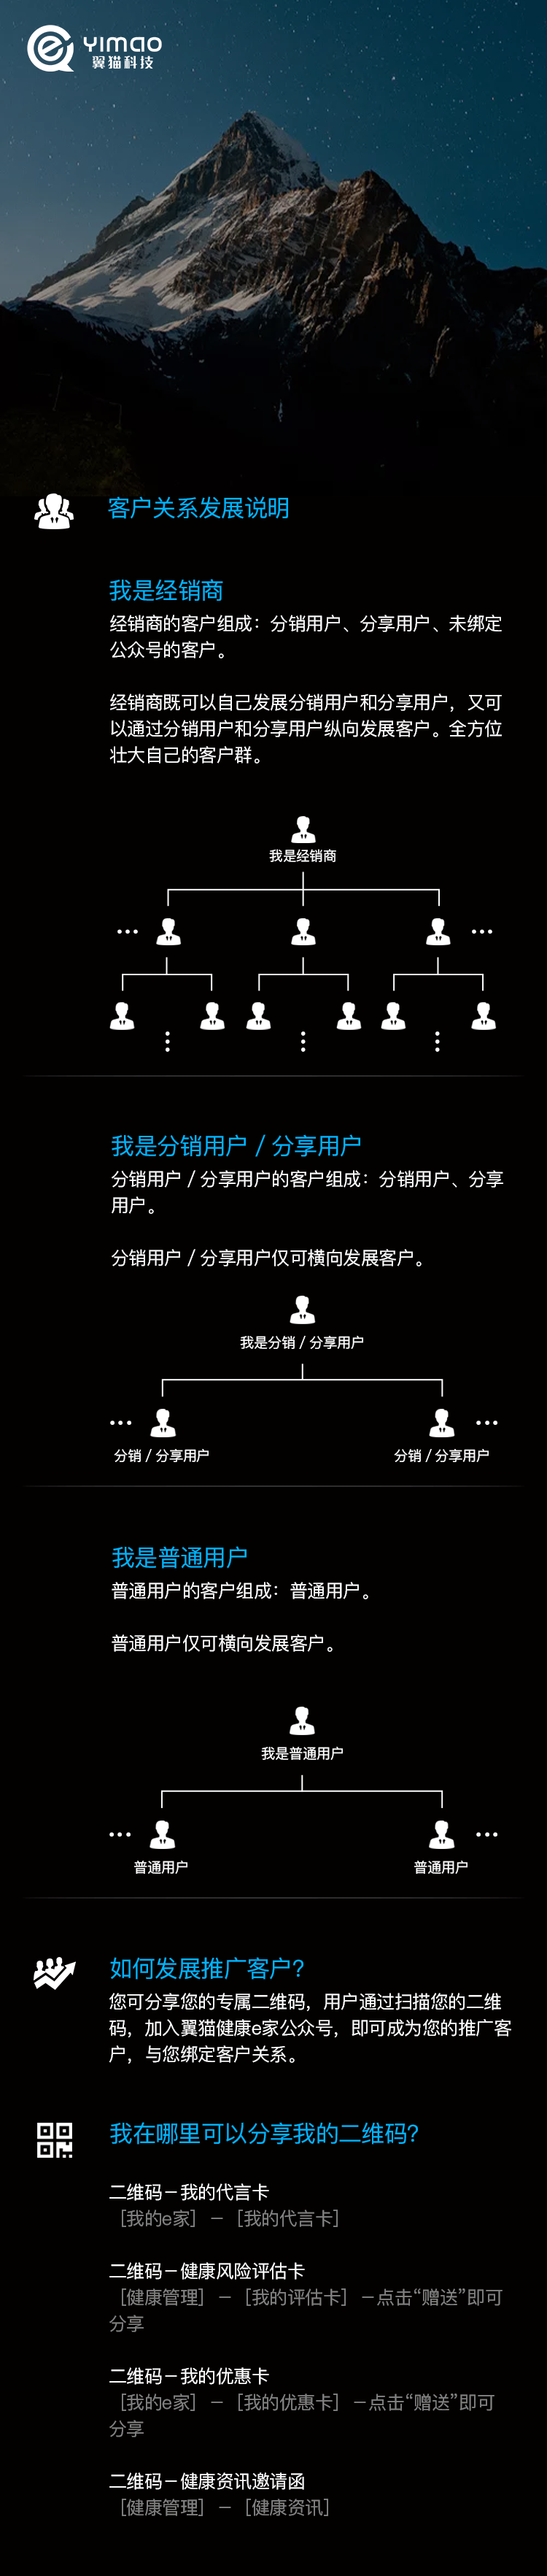 YIMAO
翼猫科技
客户关系发展说明
我是经销商
经销商的客户组成：分销用户、分享用户、未绑定
公众号的客户。
经销商既可以自己发展分销用户和分享用户，又可
以通过分销用户和分享用户纵向发展客户。全方位
壮大自己的客户群。
我是经销商
我是分销用户 / 分享用户
分销用户 / 分享用户的客户组成：分销用户、分享
用户。
分销用户 / 分享用户仅可横向发展客户。
我是分销 / 分享用户
分销 / 分享用户 分销 / 分享用户
我是普通用户
普通用户的客户组成：普通用户。
普通用户仅可横向发展客户。
我是普通用户
普通用户 普通用户
如何发展推广客户？
您可分享您的专属二维码，用户通过扫描您的二维
码，加入翼猫健康e家公众号，即可成为您的推广客
户，与您绑定客户关系。
我在哪里可以分享我的二维码？
二维码－我的代言卡
［我的e家］－［我的代言卡］
二维码－健康风险评估卡
［健康管理］－［我的评估卡］－点击“赠送”即可
分享
二维码－我的优惠卡
［我的e家］－［我的优惠卡］－点击“赠送”即可
分享
二维码－健康资讯邀请函
［健康管理］－［健康资讯］